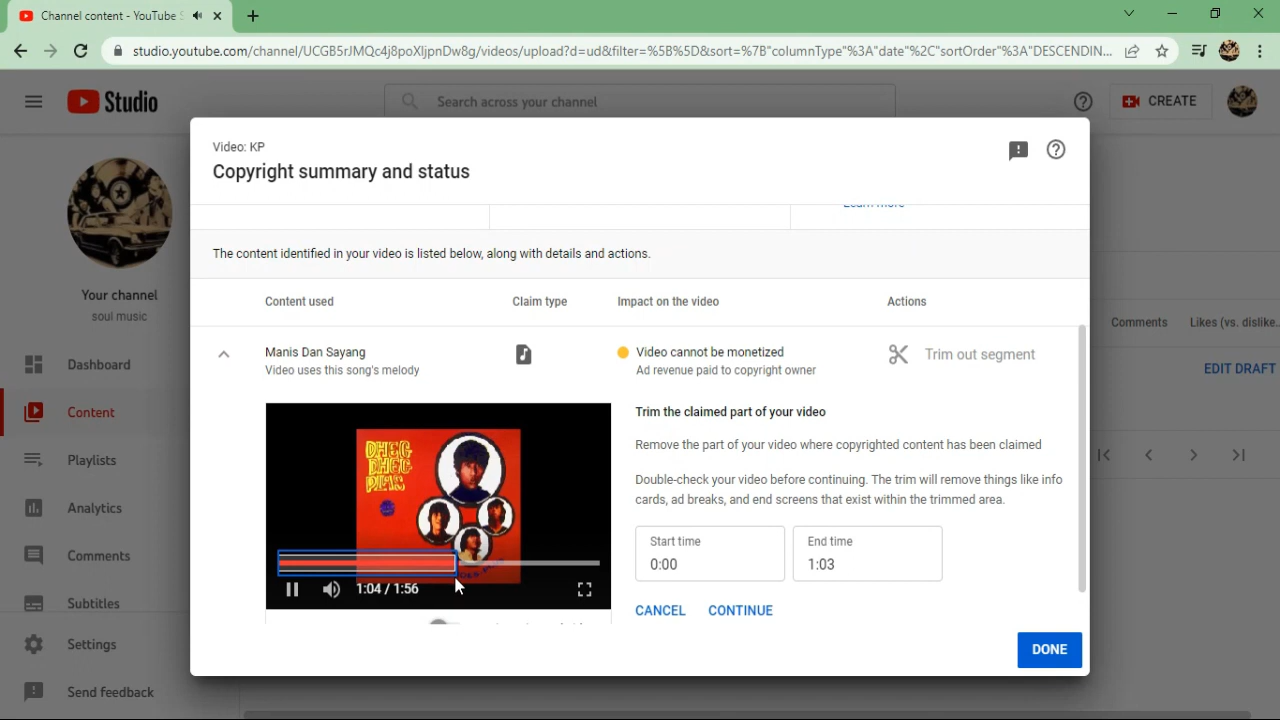 Channel content - YouTube S
studio.youtube.com/channel/UCGB5rJMQc4j8poXljpnDw8g/videos/upload?d=ud&filter=%5B%5D&sort=%7B"columnType"%3A"date"%2C"sortOrder"%3A"DESCENDIN...
Studio
Search across your channel
CREATE
Video: KP
Copyright summary and status
Learn more
The content identified in your video is listed below, along with details and actions.
Your channel
soul music
Content used
Claim type
Impact on the video
Actions
Comments
Likes (vs. dislike...
Manis Dan Sayang
Video uses this song's melody
Video cannot be monetized
Ad revenue paid to copyright owner
Trim out segment
EDIT DRAFT
Dashboard
Content
Playlists
Analytics
Comments
Subtitles
Settings
Send feedback
DHEG
DHEG
PLAS
1:04 / 1:56
Trim the claimed part of your video
Remove the part of your video where copyrighted content has been claimed
Double-check your video before continuing. The trim will remove things like info
cards, ad breaks, and end screens that exist within the trimmed area.
Start time
0:00
End time
1:03
CANCEL
CONTINUE
DONE